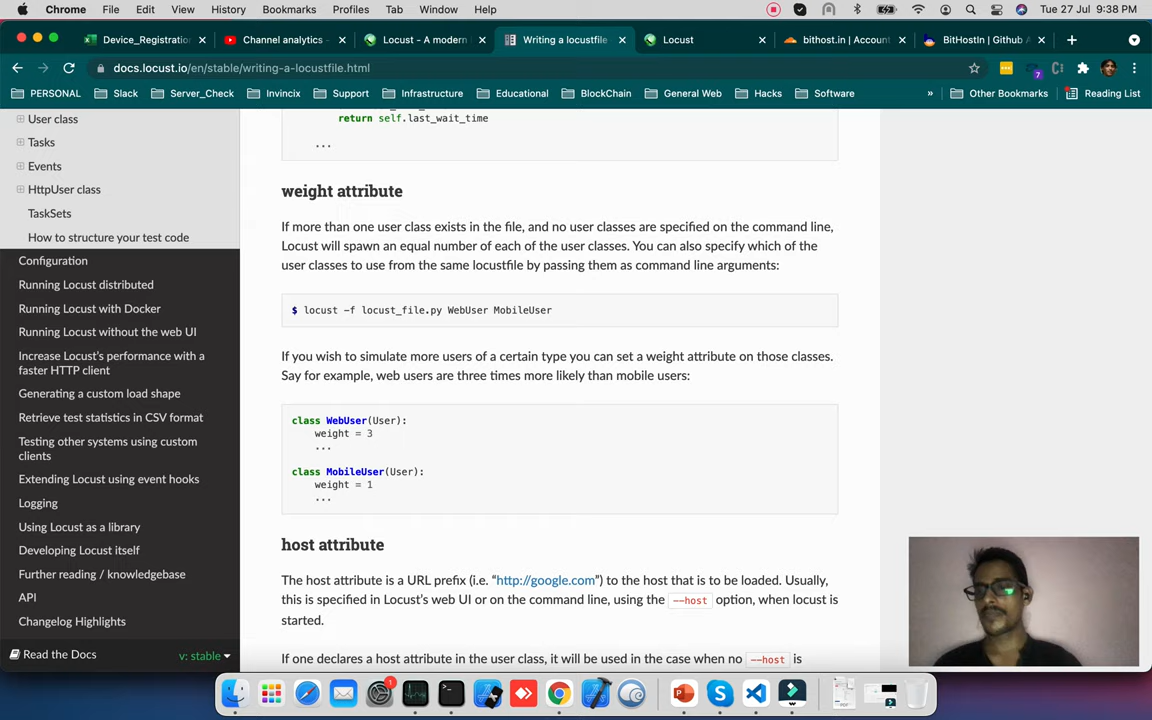 Chrome File Edit View History Bookmarks Profiles Tab Window Help Tue 27 Jul 9:38 PM
Device_Registration Channel analytics - Locust - A modern Writing a locustfile Locust bithost.in | Account BitHostIn | Github A
docs.locust.io/en/stable/writing-a-locustfile.html 7
PERSONAL Slack Server_Check Invincix Support Infrastructure Educational BlockChain General Web Hacks Software » Other Bookmarks Reading List
User class
Tasks
Events
HttpUser class
TaskSets
How to structure your test code
Configuration
Running Locust distributed
Running Locust with Docker
Running Locust without the web UI
Increase Locust's performance with a
faster HTTP client
Generating a custom load shape
Retrieve test statistics in CSV format
Testing other systems using custom
clients
Extending Locust using event hooks
Logging
Using Locust as a library
Developing Locust itself
Further reading / knowledgebase
API
Changelog Highlights
Read the Docs v: stable
return self.last_wait_time
...
weight attribute
If more than one user class exists in the file, and no user classes are specified on the command line,
Locust will spawn an equal number of each of the user classes. You can also specify which of the
user classes to use from the same locustfile by passing them as command line arguments:
$ locust -f locust_file.py WebUser MobileUser
If you wish to simulate more users of a certain type you can set a weight attribute on those classes.
Say for example, web users are three times more likely than mobile users:
class WebUser(User):
weight = 3
...
class MobileUser(User):
weight = 1
...
host attribute
The host attribute is a URL prefix (i.e. “http://google.com”) to the host that is to be loaded. Usually,
this is specified in Locust's web UI or on the command line, using the --host option, when locust is
started.
If one declares a host attribute in the user class, it will be used in the case when no --host is
1